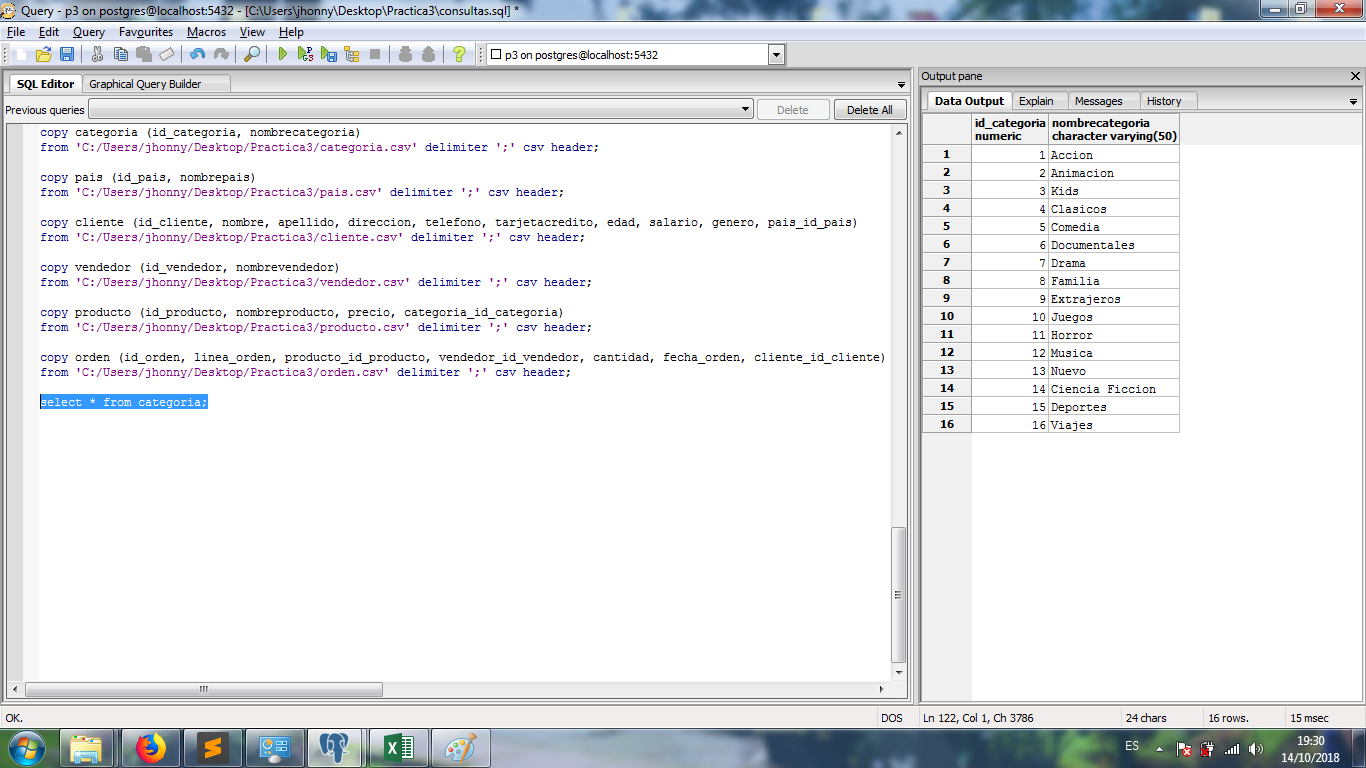 Query - p3 on postgres@localhost:5432 - [C:\Users\jhonny\Desktop\Practica3\consultas.sql] *
File Edit Query Favourites Macros View Help
p3 on postgres@localhost:5432
SQL Editor Graphical Query Builder
Previous queries Delete Delete All
copy categoria (id_categoria, nombrecategoria)
from 'C:/Users/jhonny/Desktop/Practica3/categoria.csv' delimiter ';' csv header;
copy pais (id_pais, nombrepais)
from 'C:/Users/jhonny/Desktop/Practica3/pais.csv' delimiter ';' csv header;
copy cliente (id_cliente, nombre, apellido, direccion, telefono, tarjetacredito, edad, salario, genero, pais_id_pais)
from 'C:/Users/jhonny/Desktop/Practica3/cliente.csv' delimiter ';' csv header;
copy vendedor (id_vendedor, nombrevendedor)
from 'C:/Users/jhonny/Desktop/Practica3/vendedor.csv' delimiter ';' csv header;
copy producto (id_producto, nombreproducto, precio, categoria_id_categoria)
from 'C:/Users/jhonny/Desktop/Practica3/producto.csv' delimiter ';' csv header;
copy orden (id_orden, linea_orden, producto_id_producto, vendedor_id_vendedor, cantidad, fecha_orden, cliente_id_cliente)
from 'C:/Users/jhonny/Desktop/Practica3/orden.csv' delimiter ';' csv header;
select * from categoria;
Output pane
Data Output Explain Messages History
id_categoria nombrecategoria
numeric character varying(50)
1 1 Accion
2 2 Animacion
3 3 Kids
4 4 Clasicos
5 5 Comedia
6 6 Documentales
7 7 Drama
8 8 Familia
9 9 Extrajeros
10 10 Juegos
11 11 Horror
12 12 Musica
13 13 Nuevo
14 14 Ciencia Ficcion
15 15 Deportes
16 16 Viajes
OK. DOS Ln 122, Col 1, Ch 3786 24 chars 16 rows. 15 msec
ES 19:30
14/10/2018